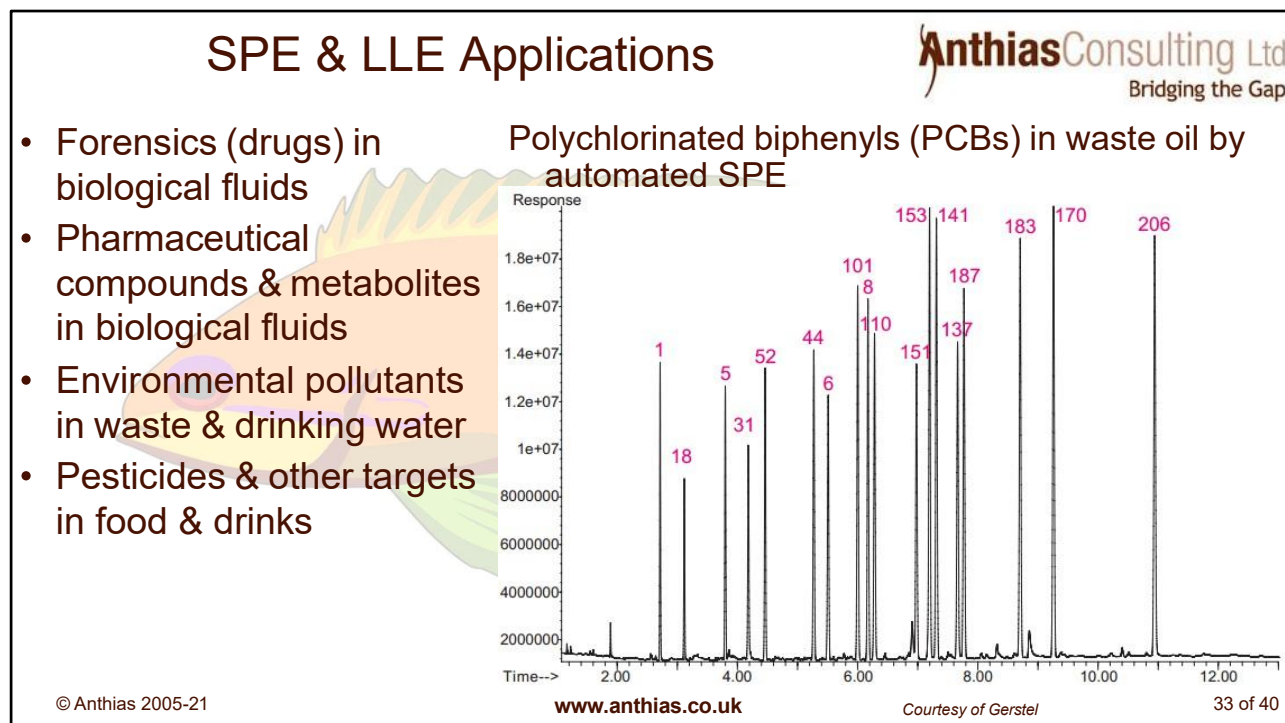 SPE & LLE Applications
AnthiasConsulting Ltd
Bridging the Gap
• Forensics (drugs) in
biological fluids
• Pharmaceutical
compounds & metabolites
in biological fluids
• Environmental pollutants
in waste & drinking water
• Pesticides & other targets
in food & drinks
Polychlorinated biphenyls (PCBs) in waste oil by
automated SPE
Response
1.8e+07
1.6e+07
1.4e+07
1.2e+07
1e+07
8000000
6000000
4000000
2000000
1
18
5
31
52
44
6
101
8
110
151
153
141
137
187
183
170
206
Time-->
2.00
4.00
6.00
8.00
10.00
12.00
© Anthias 2005-21
www.anthias.co.uk
Courtesy of Gerstel
33 of 40